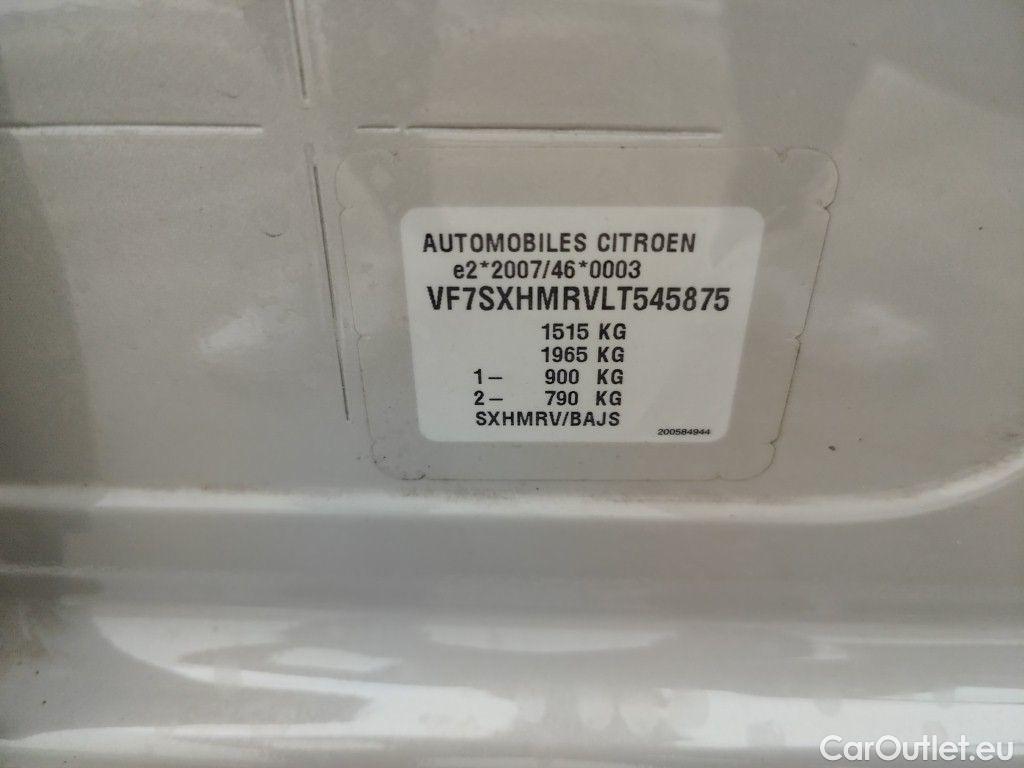 AUTOMOBILES CITROEN
e2*2007/46*0003
VF7SXHMRVLT545875
1515 KG
1965 KG
1- 900 KG
2- 790 KG
SXHMRV/BAJS
200584944
CarOutlet.eu